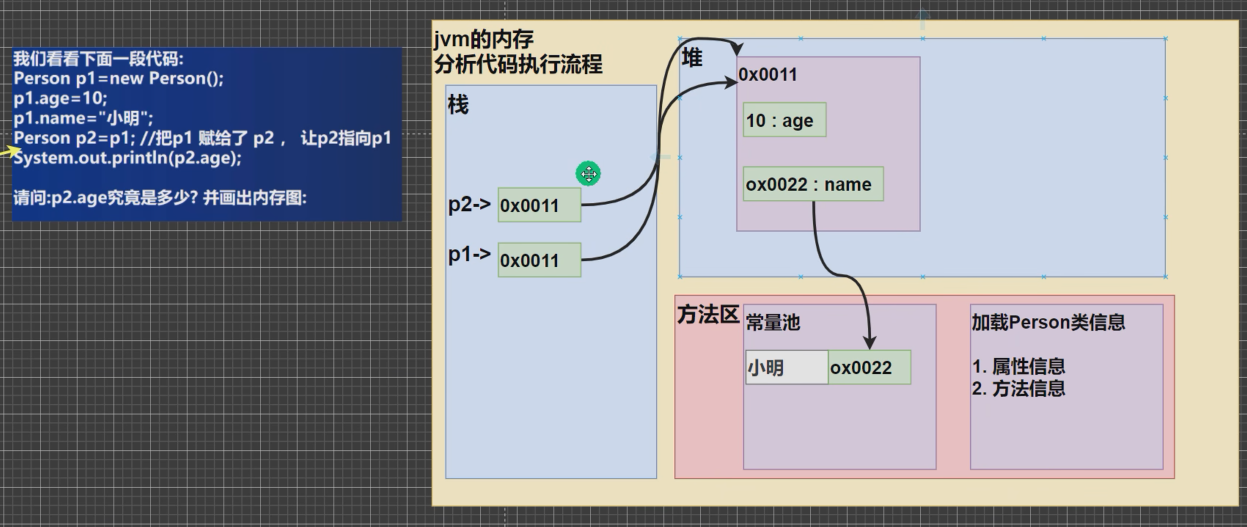 我们看看下面一段代码:
Person p1=new Person();
p1.age=10;
p1.name="小明";
Person p2=p1; //把p1 赋给了 p2 ， 让p2指向p1
System.out.println(p2.age);
请问:p2.age究竟是多少? 并画出内存图:
jvm的内存
分析代码执行流程
栈
p2->
0x0011
p1->
0x0011
堆
0x0011
10 : age
ox0022 : name
方法区
常量池
小明
ox0022
加载Person类信息
1. 属性信息
2. 方法信息